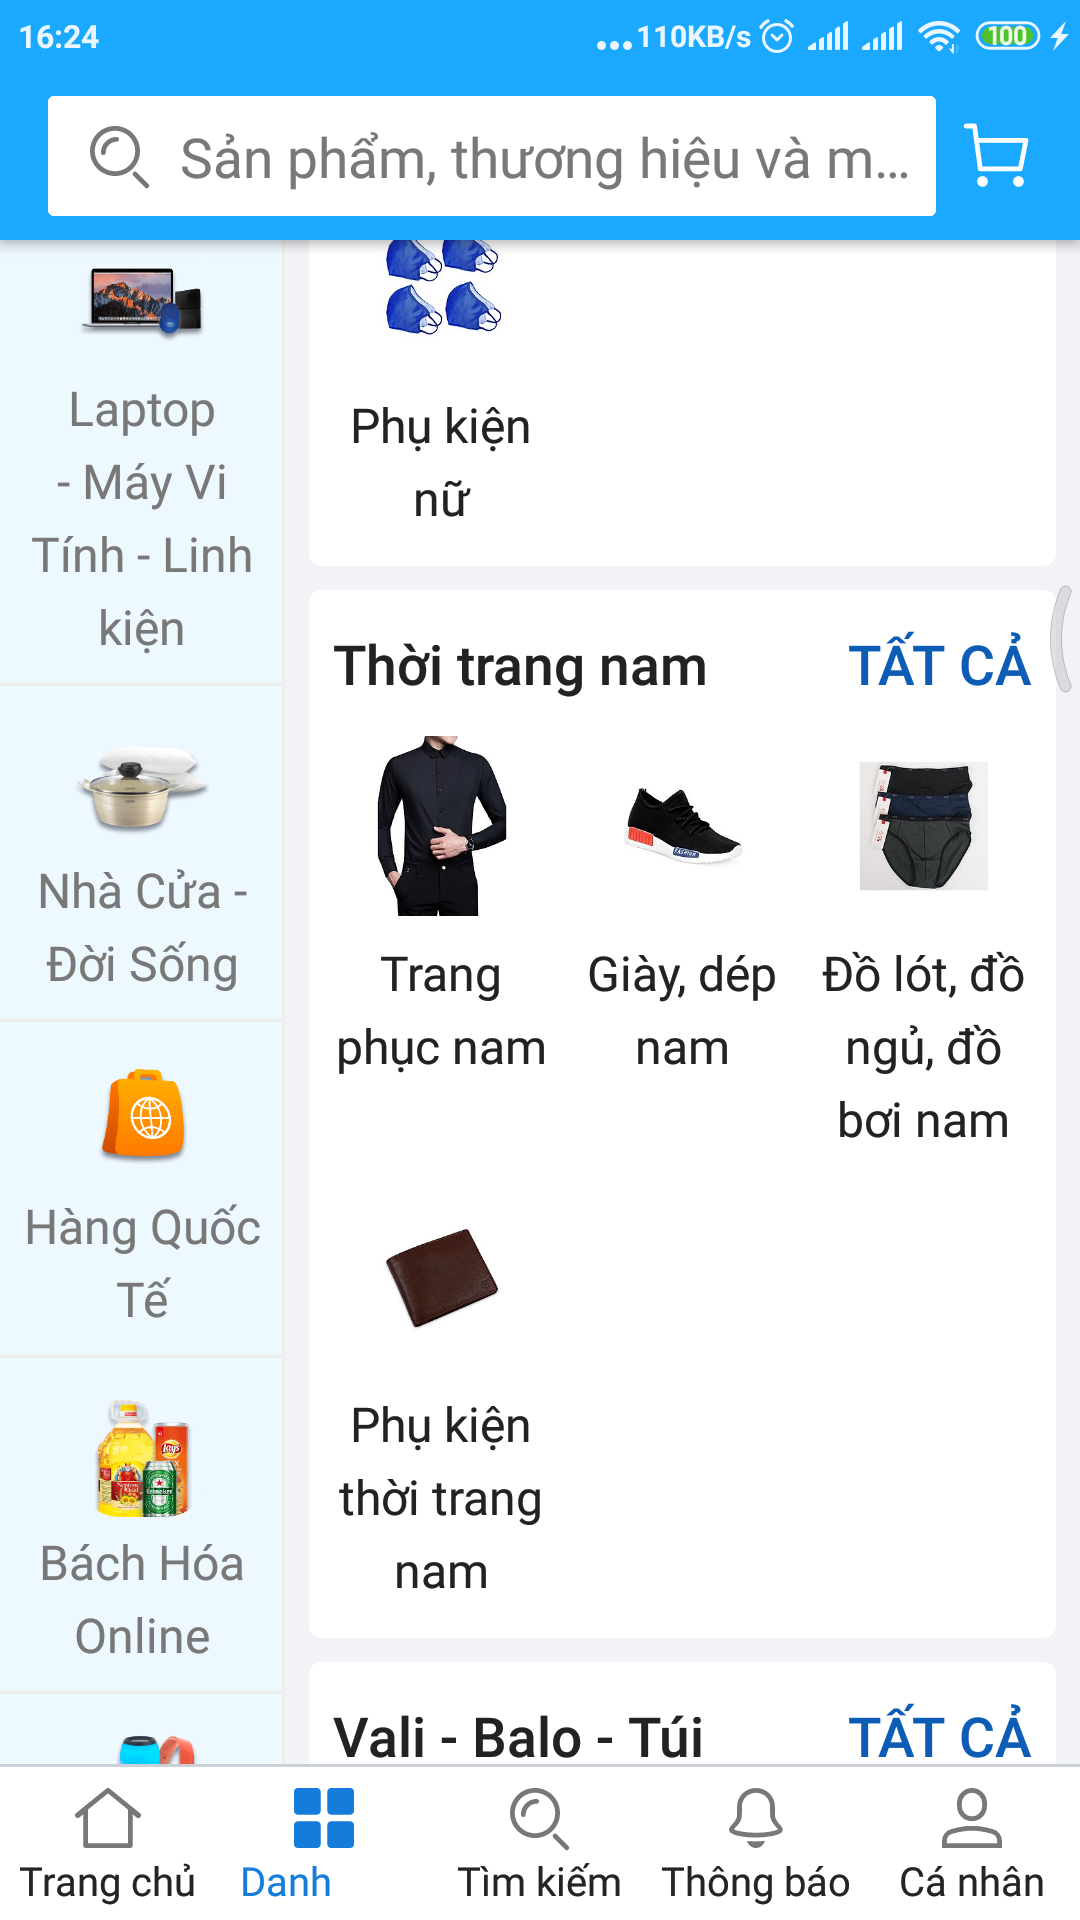 16:24
...110KB/s
100
Sản phẩm, thương hiệu và m...
Laptop
- Máy Vi
Tính - Linh
kiện
Nhà Cửa -
Đời Sống
Hàng Quốc
Tế
Bách Hóa
Online
Phụ kiện
nữ
Thời trang nam
TẤT CẢ
Trang
phục nam
Giày, dép
nam
Đồ lót, đồ
ngủ, đồ
bơi nam
Phụ kiện
thời trang
nam
Vali - Balo - Túi
TẤT CẢ
Trang chủ
Danh
Tìm kiếm
Thông báo
Cá nhân